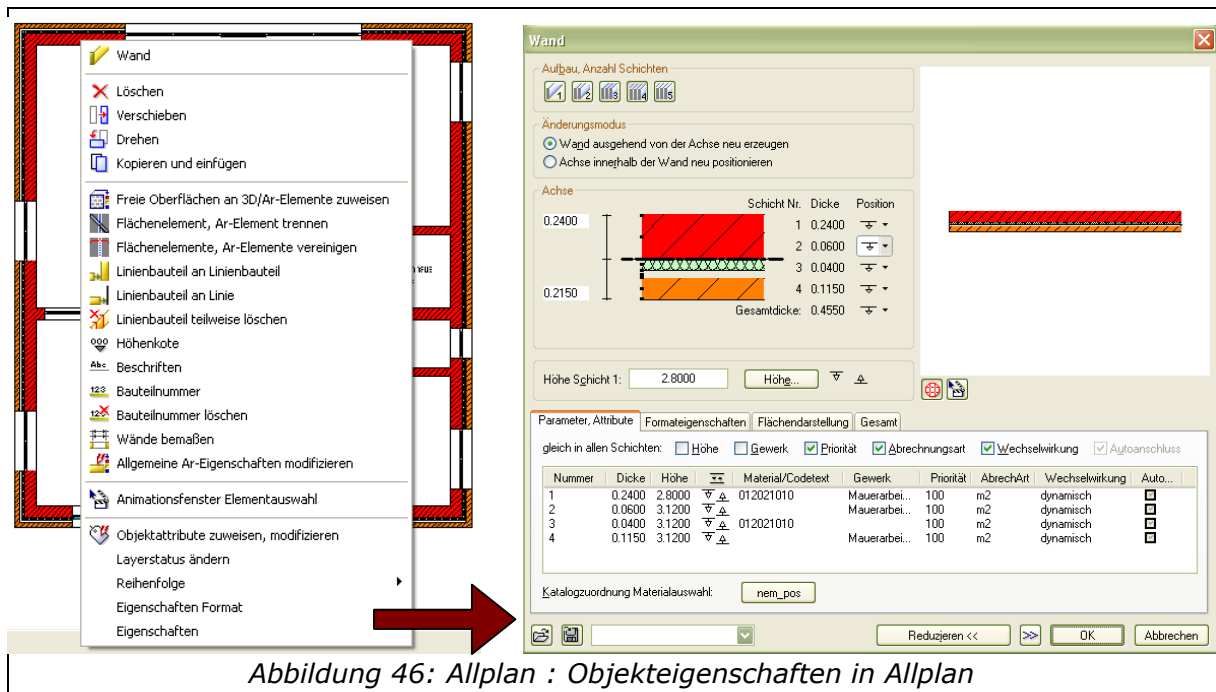 Wand
Löschen
Verschieben
Drehen
Kopieren und einfügen
Freie Oberflächen an 3D/Ar-Elemente zuweisen
Flächenelement, Ar-Element trennen
Flächenelemente, Ar-Elemente vereinigen
Linienbauteil an Linienbauteil
Linienbauteil an Linie
Linienbauteil teilweise löschen
Höhenkote
Abc Beschriften
123 Bauteilnummer
123 Bauteilnummer löschen
Wände bemaßen
Allgemeine Ar-Eigenschaften modifizieren
Animationsfenster Elementauswahl
Objektattribute zuweisen, modifizieren
Layerstatus ändern
Reihenfolge
Eigenschaften Format
Eigenschaften
Wand
Aufbau, Anzahl Schichten
1 2 3 4 5
Änderungsmodus
Wand ausgehend von der Achse neu erzeugen
Achse innerhalb der Wand neu positionieren
Achse
Schicht Nr. Dicke Position
0.2400
1 0.2400
2 0.0600
3 0.0400
0.2150
4 0.1150
Gesamtdicke: 0.4550
Höhe Schicht 1: 2.8000 Höhe...
Parameter, Attribute Formateigenschaften Flächendarstellung Gesamt
gleich in allen Schichten: Höhe Gewerk Priorität Abrechnungsart Wechselwirkung Autoanschluss
Nummer Dicke Höhe Material/Codetext Gewerk Priorität AbrechArt Wechselwirkung Auto...
1 0.2400 2.8000 012021010 Mauerarbei... 100 m2 dynamisch
2 0.0600 3.1200 Mauerarbei... 100 m2 dynamisch
3 0.0400 3.1200 012021010 100 m2 dynamisch
4 0.1150 3.1200 Mauerarbei... 100 m2 dynamisch
Katalogzuordnung Materialauswahl: nem_pos
Reduzieren << >> OK Abbrechen
Abbildung 46: Allplan : Objekteigenschaften in Allplan